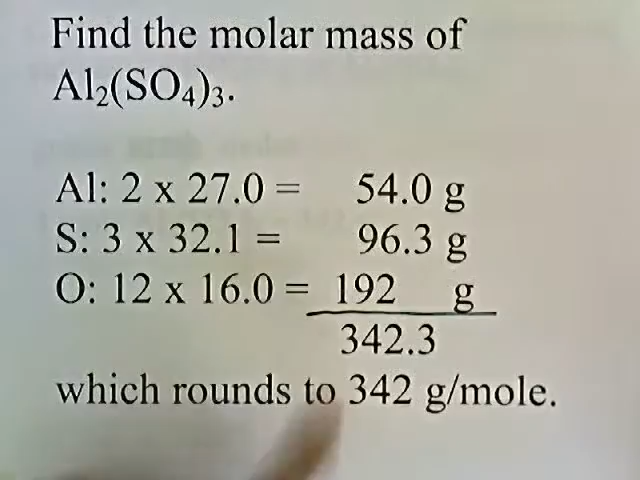 Find the molar mass of
Al₂(SO₄)₃.
Al: 2 x 27.0 = 54.0 g
S: 3 x 32.1 = 96.3 g
O: 12 x 16.0 = 192 g
342.3
which rounds to 342 g/mole.